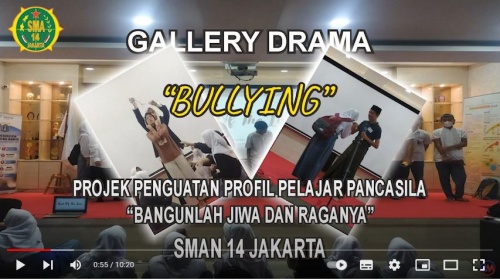 GALLERY DRAMA
SMA
14
JAKARTA
"BULLYING"
PROJEK PENGUATAN PROFIL PELAJAR PANCASILA
"BANGUNLAH JIWA DAN RAGANYA"
SMAN 14 JAKARTA
0:55 / 10:20